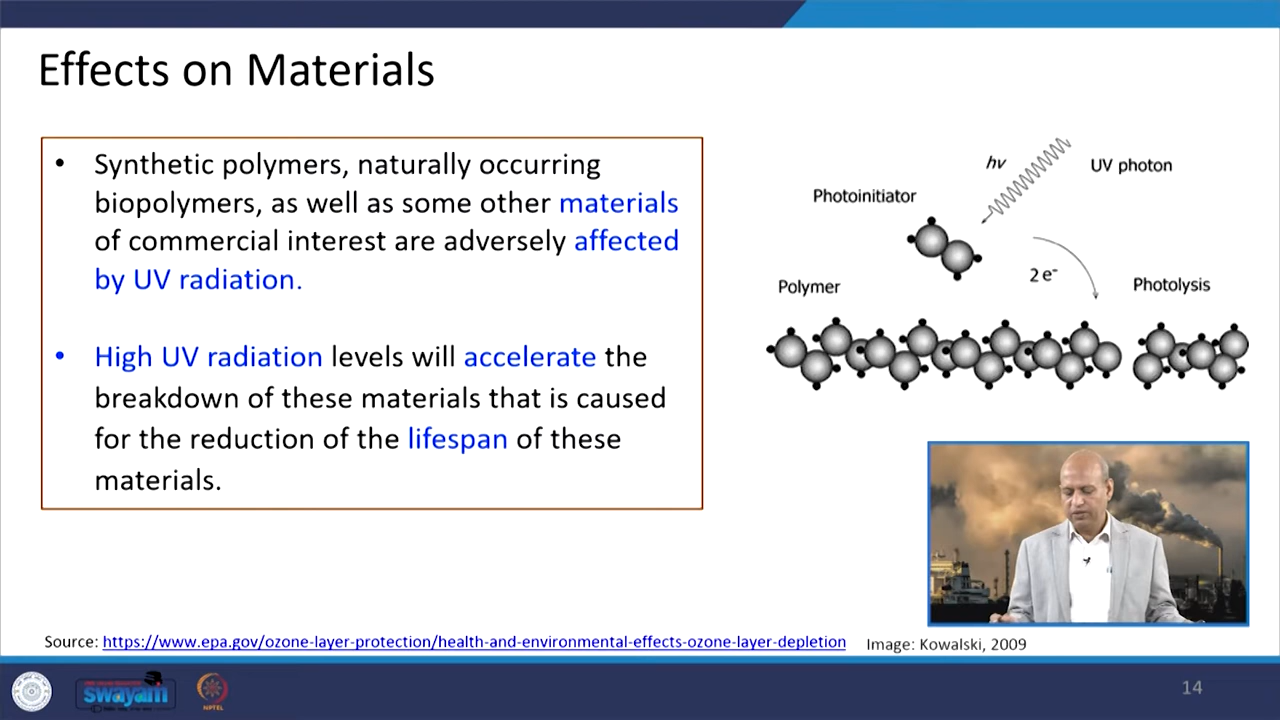 Effects on Materials
• Synthetic polymers, naturally occurring
biopolymers, as well as some other materials
of commercial interest are adversely affected
by UV radiation.
• High UV radiation levels will accelerate the
breakdown of these materials that is caused
for the reduction of the lifespan of these
materials.
hv
UV photon
Photoinitiator
2 e-
Polymer
Photolysis
Source: https://www.epa.gov/ozone-layer-protection/health-and-environmental-effects-ozone-layer-depletion Image: Kowalski, 2009
swayam
NPTEL
14